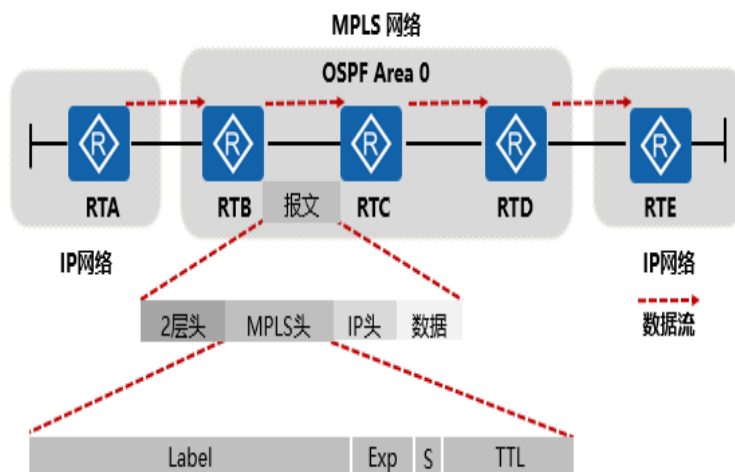 MPLS 网络
OSPF Area 0
R R R R R
RTA RTB 报文 RTC RTD RTE
IP网络 IP网络
数据流
2层头 MPLS头 IP头 数据
Label Exp S TTL